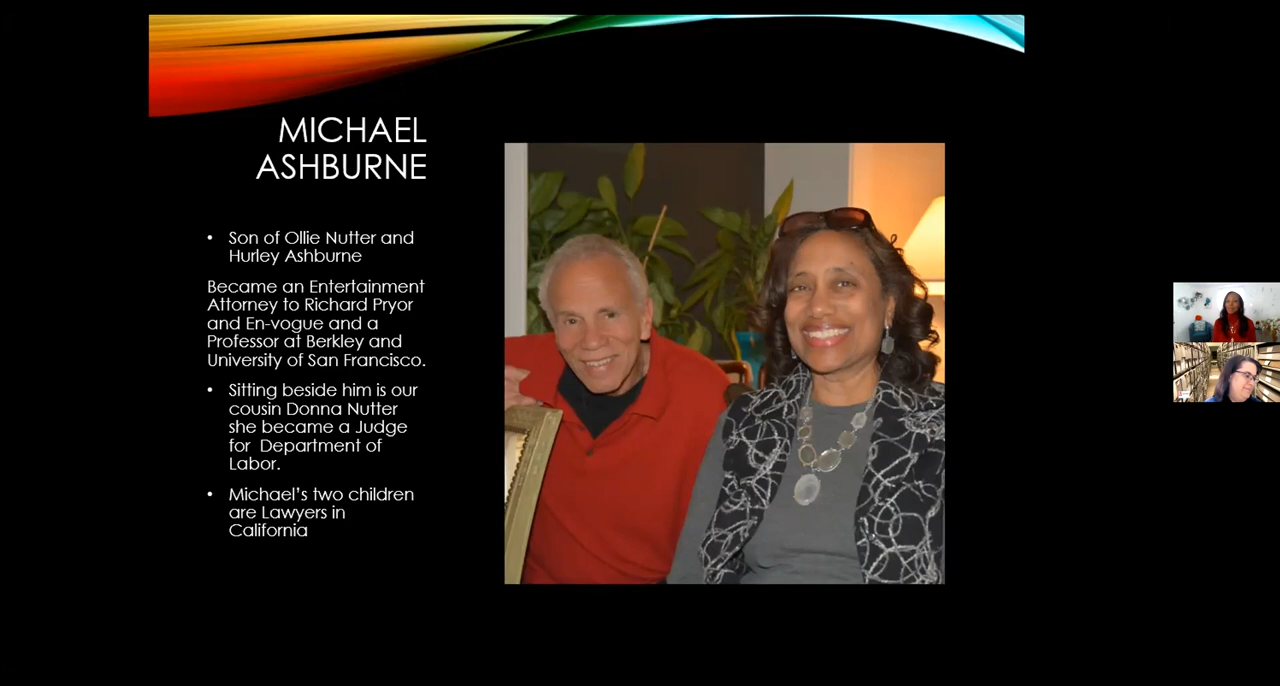 MICHAEL
ASHBURNE
• Son of Ollie Nutter and
Hurley Ashburne
Became an Entertainment
Attorney to Richard Pryor
and En-vogue and a
Professor at Berkley and
University of San Francisco.
• Sitting beside him is our
cousin Donna Nutter
she became a Judge
for Department of
Labor.
• Michael's two children
are Lawyers in
California